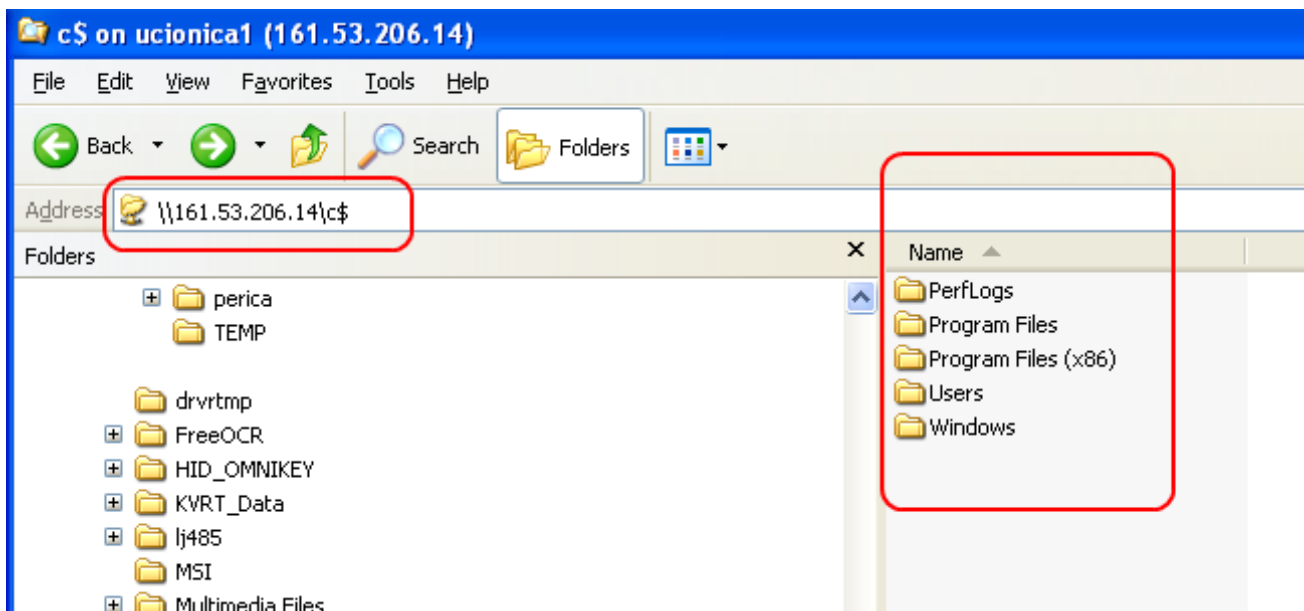 c$ on ucionica1 (161.53.206.14)
File Edit View Favorites Tools Help
Back Search Folders
Address \\161.53.206.14\c$
Folders
perica
TEMP
drvrtmp
FreeOCR
HID_OMNIKEY
KVRT_Data
lj485
MSI
Multimedia Files
Name
PerfLogs
Program Files
Program Files (x86)
Users
Windows